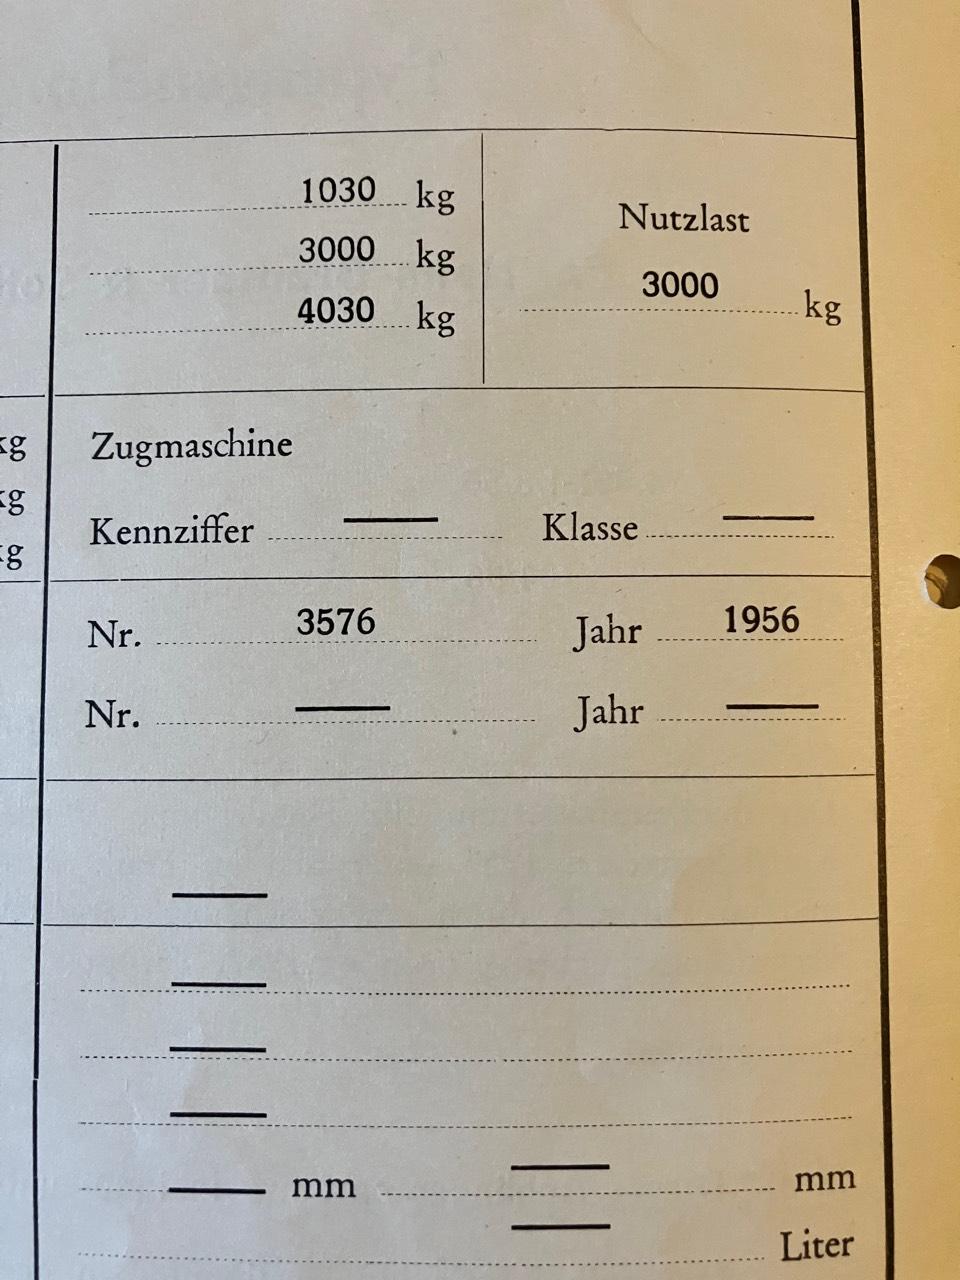 1030 kg
3000 kg
4030 kg
Nutzlast
3000 kg
kg
kg
kg
Zugmaschine
Kennziffer — Klasse —
Nr. 3576 Jahr 1956
Nr. — Jahr —
—
—
—
—
— mm — mm
— Liter